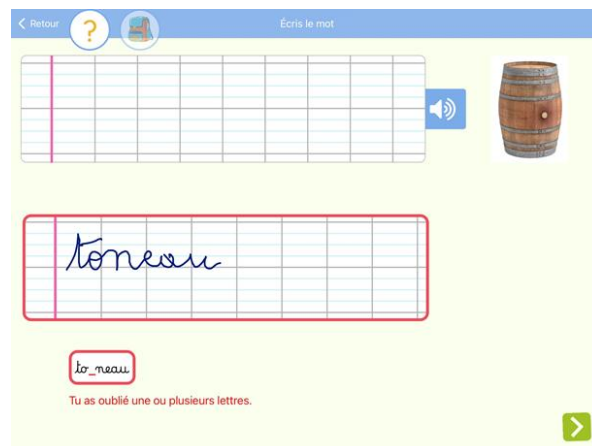 Retour
?
Écris le mot
toneau
to_neau
Tu as oublié une ou plusieurs lettres.